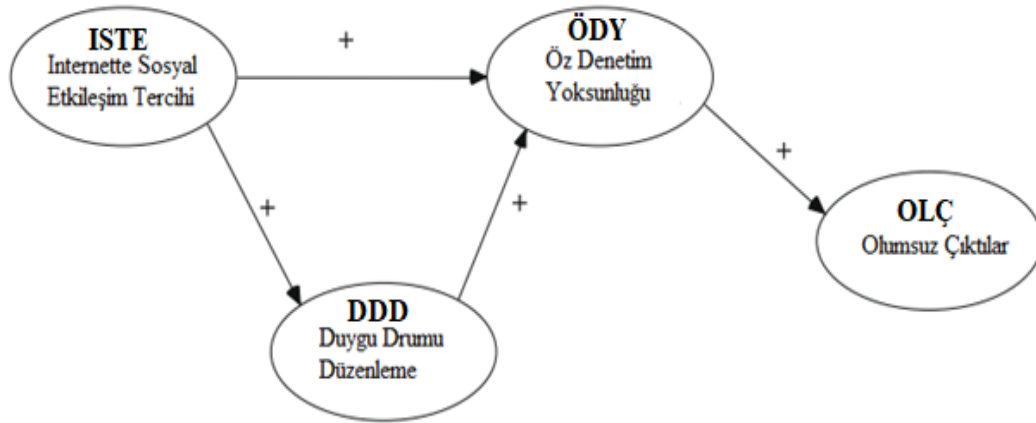 ISTE
Internette Sosyal
Etkileşim Tercihi
+
ÖDY
Öz Denetim
Yoksunluğu
+
+
+
OLÇ
Olumsuz Çıktılar
DDD
Duygu Drumu
Düzenleme